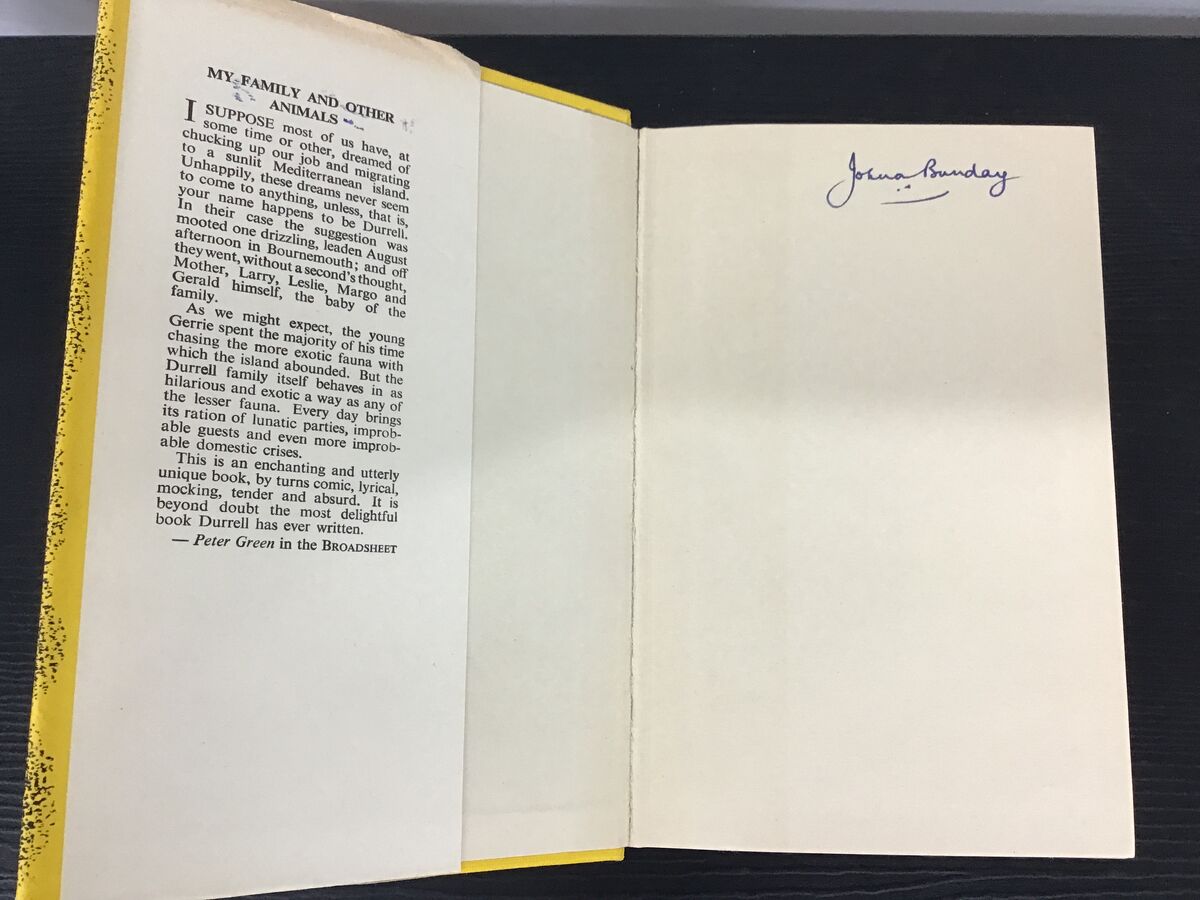 MY FAMILY AND OTHER
ANIMALS
I SUPPOSE most of us have, at
some time or other, dreamed of
chucking up our job and migrating
to a sunlit Mediterranean island.
Unhappily, these dreams never seem
to come to anything, unless, that is,
your name happens to be Durrell.
In their case the suggestion was
mooted one drizzling, leaden August
afternoon in Bournemouth; and off
they went, without a second's thought,
Mother, Larry, Leslie, Margo and
Gerald himself, the baby of the
family.
As we might expect, the young
Gerrie spent the majority of his time
chasing the more exotic fauna with
which the island abounded. But the
Durrell family itself behaves in as
hilarious and exotic a way as any of
the lesser fauna. Every day brings
its ration of lunatic parties, improb-
able guests and even more improb-
able domestic crises.
This is an enchanting and utterly
unique book, by turns comic, lyrical,
mocking, tender and absurd. It is
beyond doubt the most delightful
book Durrell has ever written.
— Peter Green in the BROADSHEET
Bunday